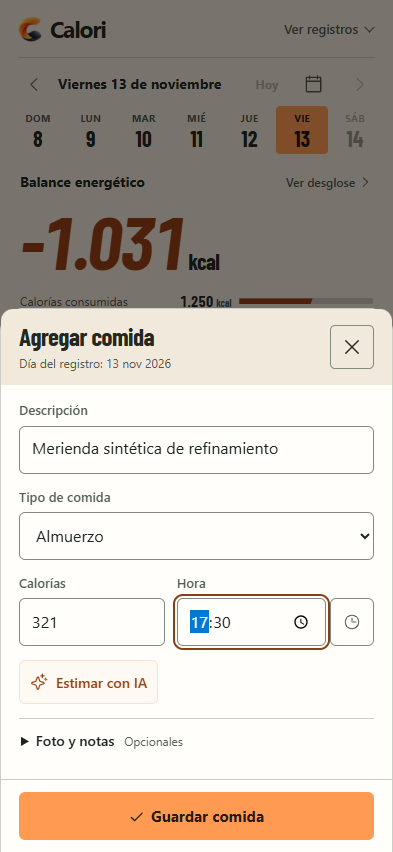 Calori
Ver registros
Viernes 13 de noviembre
Hoy
DOM LUN MAR MIÉ JUE VIE SÁB
8 9 10 11 12 13 14
Balance energético
Ver desglose
-1.031 kcal
Calorías consumidas 1.250 kcal
Agregar comida
Día del registro: 13 nov 2026
Descripción
Merienda sintética de refinamiento
Tipo de comida
Almuerzo
Calorías Hora
321 17:30
Estimar con IA
Foto y notas Opcionales
Guardar comida